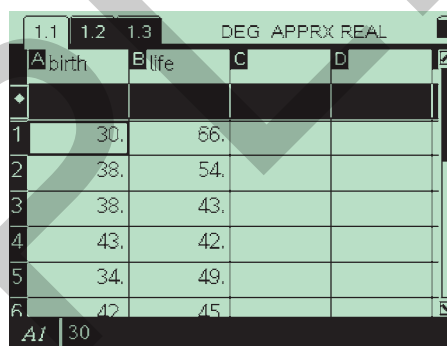 1.1 1.2 1.3 DEG APPRX REAL
A birth B life C D
◆
1 30. 66.
2 38. 54.
3 38. 43.
4 43. 42.
5 34. 49.
6 42 45
A1 30